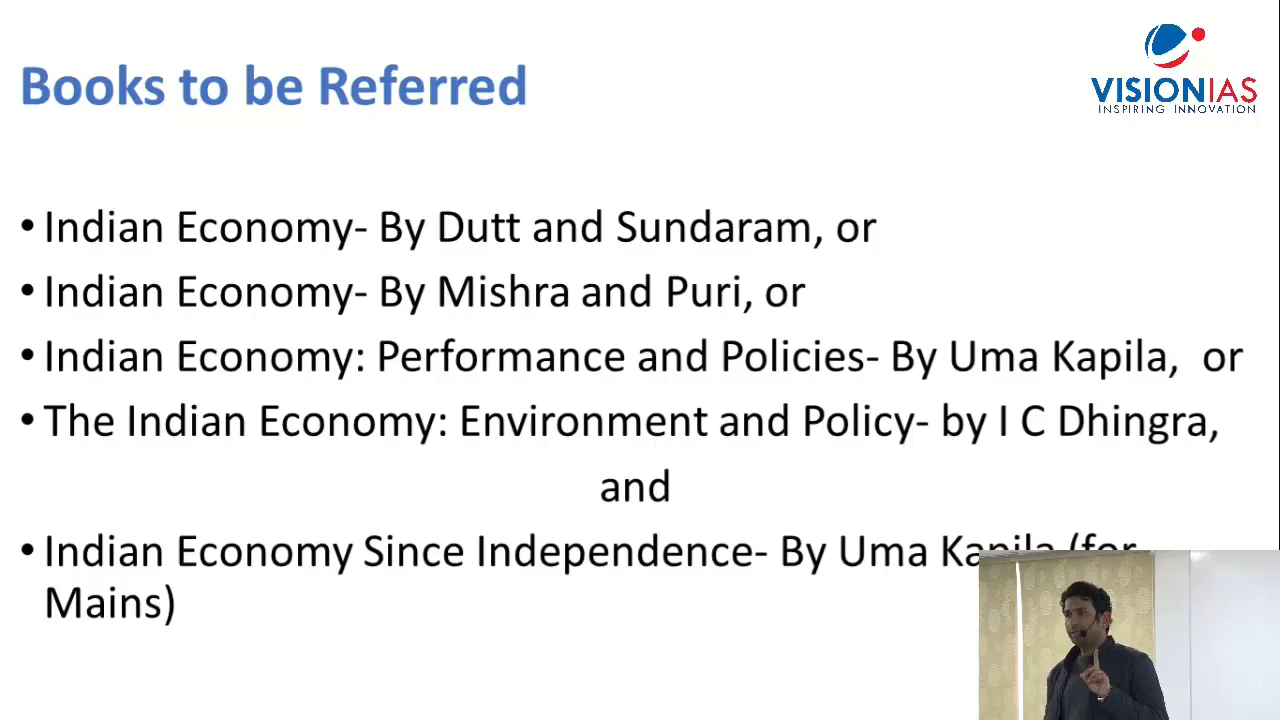 Books to be Referred
VISIONIAS
INSPIRING INNOVATION
• Indian Economy- By Dutt and Sundaram, or
• Indian Economy- By Mishra and Puri, or
• Indian Economy: Performance and Policies- By Uma Kapila, or
• The Indian Economy: Environment and Policy- by I C Dhingra,
and
• Indian Economy Since Independence- By Uma Kapila (for
Mains)